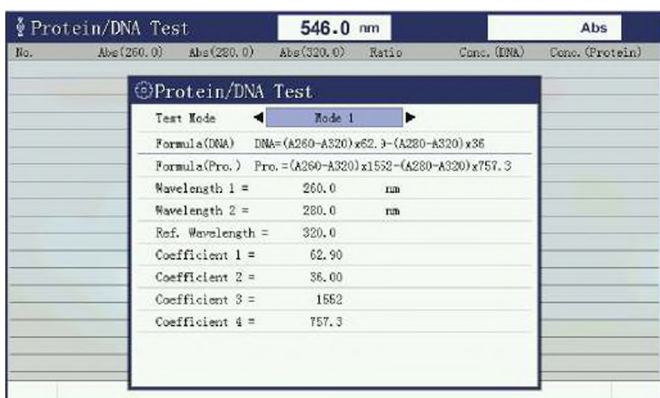 Protein/DNA Test 546.0 nm Abs
No. Abs(260.0) Abs(280.0) Abs(320.0) Ratio Conc.(DNA) Conc.(Protein)
Protein/DNA Test
Test Mode Mode 1
Formula(DNA) DNA=(A260-A320)x62.9-(A280-A320)x36
Formula(Pro.) Pro.=(A260-A320)x1552-(A280-A320)x757.3
Wavelength 1 = 260.0 nm
Wavelength 2 = 280.0 nm
Ref. Wavelength = 320.0
Coefficient 1 = 62.90
Coefficient 2 = 36.00
Coefficient 3 = 1552
Coefficient 4 = 757.3